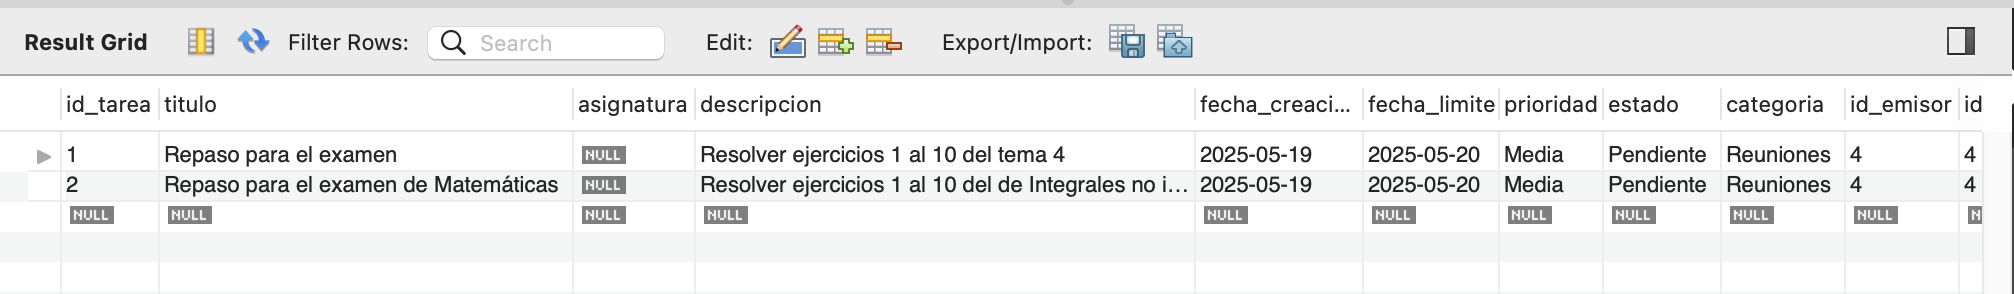 Result Grid Filter Rows: Search Edit: Export/Import:
id_tarea titulo asignatura descripcion fecha_creaci... fecha_limite prioridad estado categoria id_emisor id
1 Repaso para el examen NULL Resolver ejercicios 1 al 10 del tema 4 2025-05-19 2025-05-20 Media Pendiente Reuniones 4 4
2 Repaso para el examen de Matemáticas NULL Resolver ejercicios 1 al 10 del de Integrales no i... 2025-05-19 2025-05-20 Media Pendiente Reuniones 4 4
NULL NULL NULL NULL NULL NULL NULL NULL NULL NULL N